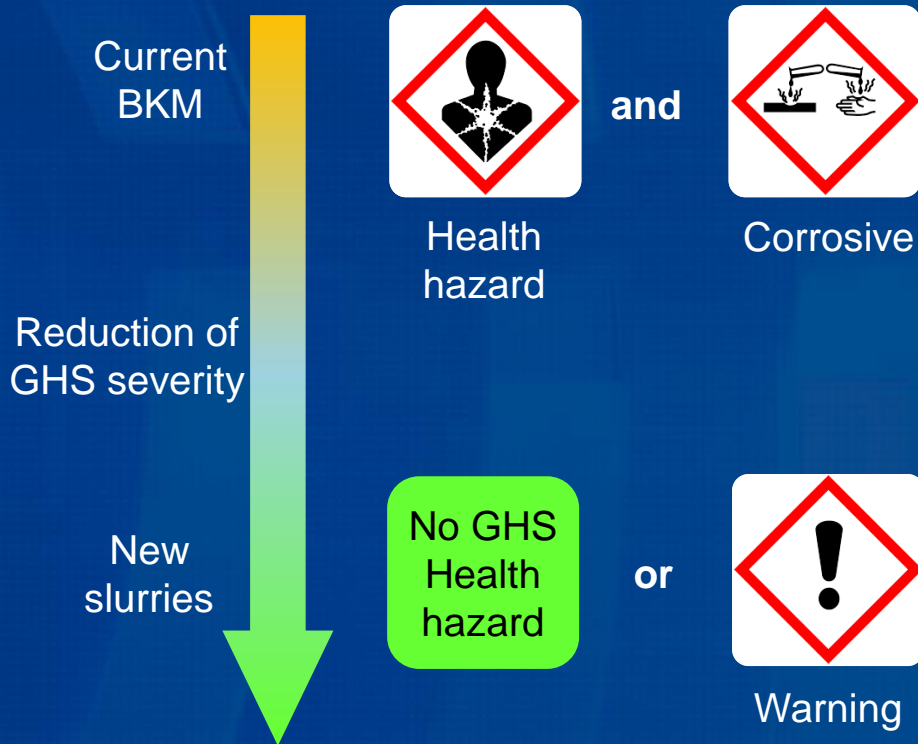 Current
BKM
and
Health
hazard
Corrosive
Reduction of
GHS severity
New
slurries
No GHS
Health
hazard
or
Warning